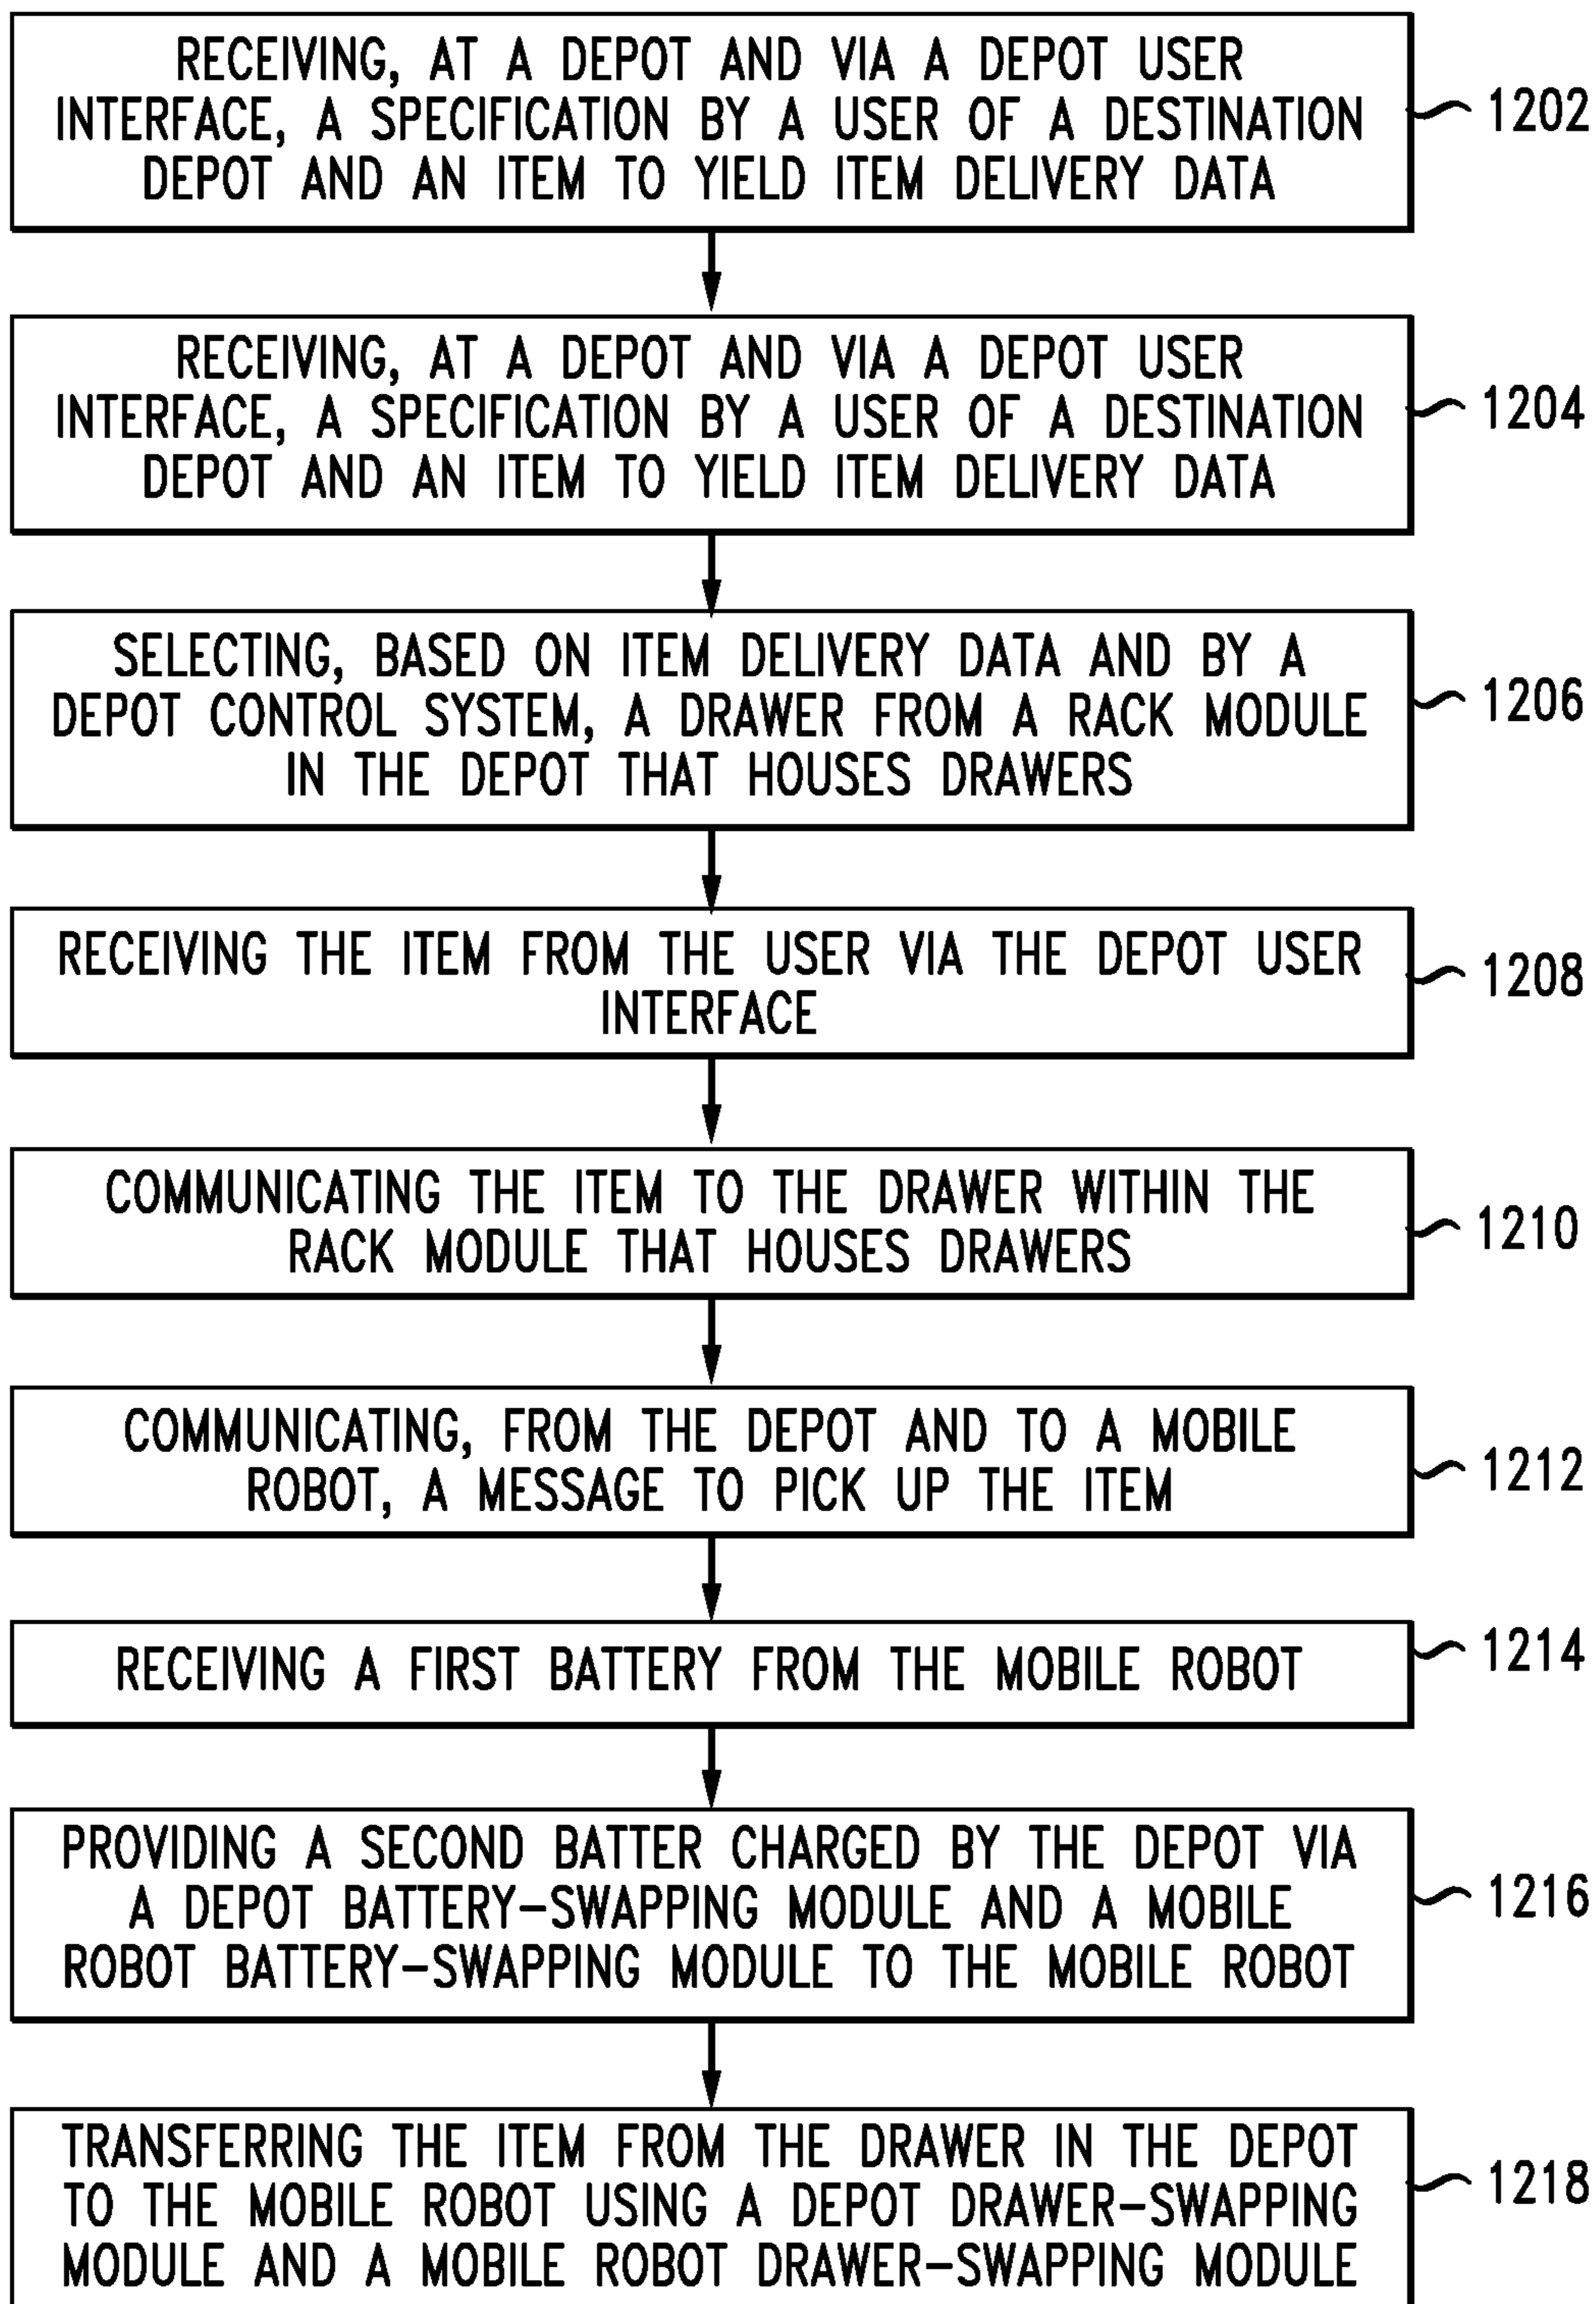 RECEIVING, AT A DEPOT AND VIA A DEPOT USER
INTERFACE, A SPECIFICATION BY A USER OF A DESTINATION
DEPOT AND AN ITEM TO YIELD ITEM DELIVERY DATA
1202
RECEIVING, AT A DEPOT AND VIA A DEPOT USER
INTERFACE, A SPECIFICATION BY A USER OF A DESTINATION
DEPOT AND AN ITEM TO YIELD ITEM DELIVERY DATA
1204
SELECTING, BASED ON ITEM DELIVERY DATA AND BY A
DEPOT CONTROL SYSTEM, A DRAWER FROM A RACK MODULE
IN THE DEPOT THAT HOUSES DRAWERS
1206
RECEIVING THE ITEM FROM THE USER VIA THE DEPOT USER
INTERFACE
1208
COMMUNICATING THE ITEM TO THE DRAWER WITHIN THE
RACK MODULE THAT HOUSES DRAWERS
1210
COMMUNICATING, FROM THE DEPOT AND TO A MOBILE
ROBOT, A MESSAGE TO PICK UP THE ITEM
1212
RECEIVING A FIRST BATTERY FROM THE MOBILE ROBOT
1214
PROVIDING A SECOND BATTER CHARGED BY THE DEPOT VIA
A DEPOT BATTERY-SWAPPING MODULE AND A MOBILE
ROBOT BATTERY-SWAPPING MODULE TO THE MOBILE ROBOT
1216
TRANSFERRING THE ITEM FROM THE DRAWER IN THE DEPOT
TO THE MOBILE ROBOT USING A DEPOT DRAWER-SWAPPING
MODULE AND A MOBILE ROBOT DRAWER-SWAPPING MODULE
1218